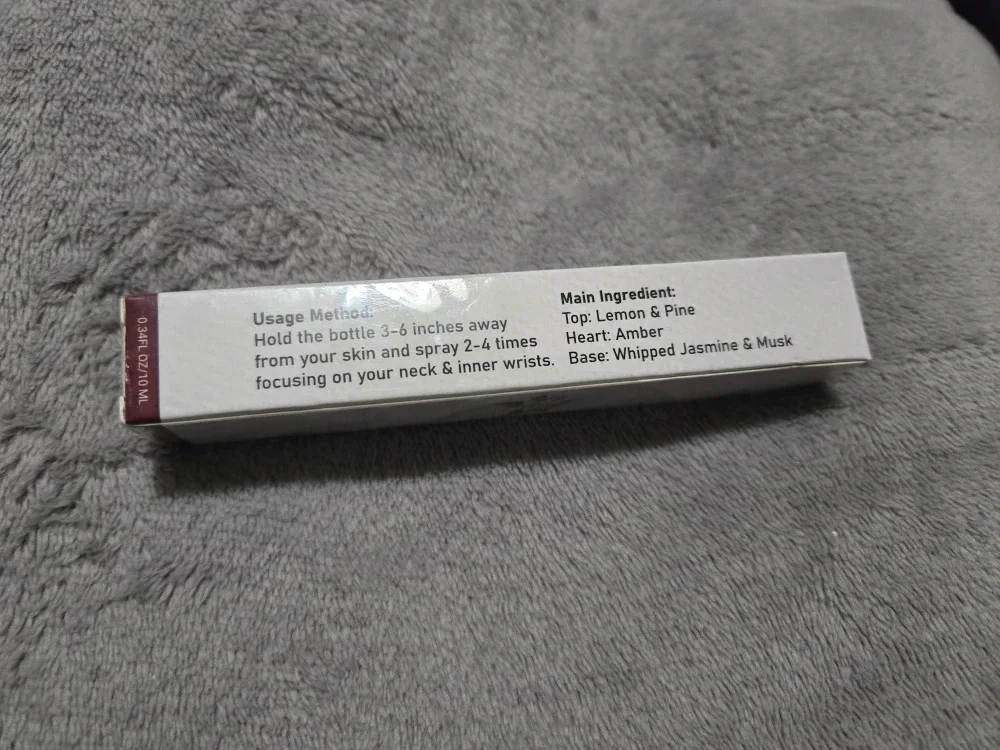 0.34FL OZ/10 ML
Usage Method:
Hold the bottle 3-6 inches away
from your skin and spray 2-4 times
focusing on your neck & inner wrists.
Main Ingredient:
Top: Lemon & Pine
Heart: Amber
Base: Whipped Jasmine & Musk